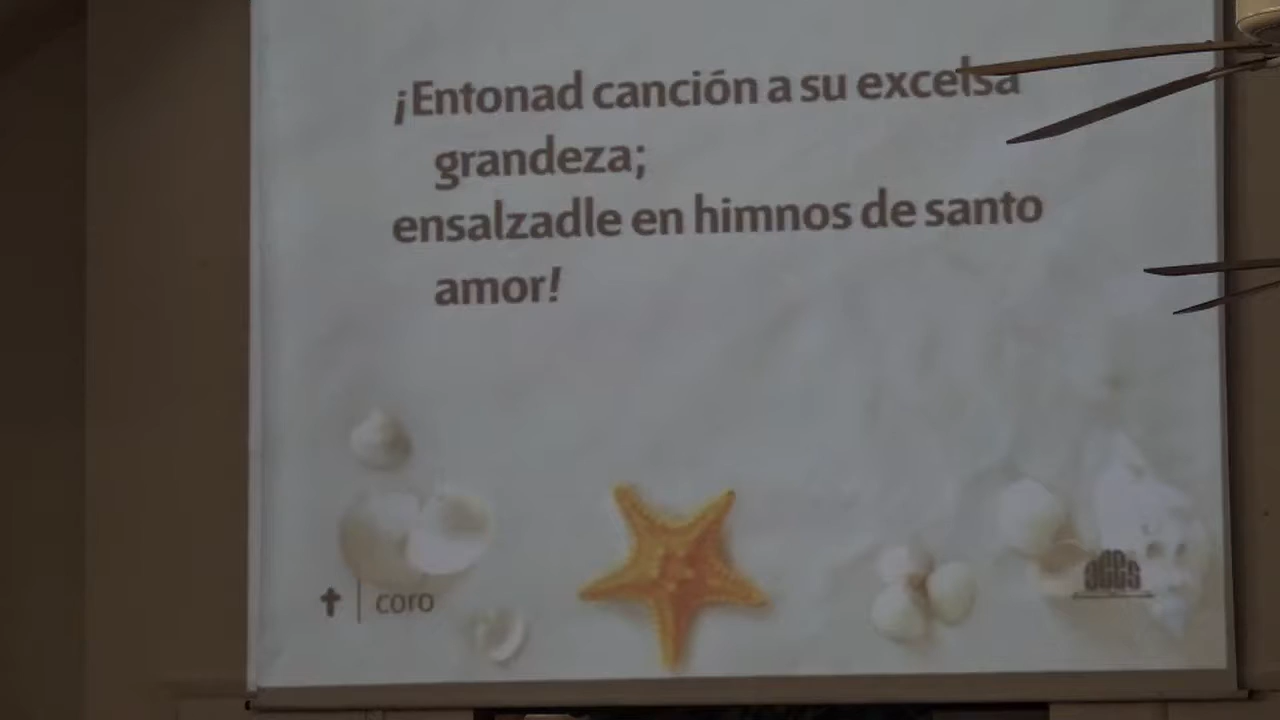 ¡Entonad canción a su excelsa
grandeza;
ensalzadle en himnos de santo
amor!
coro